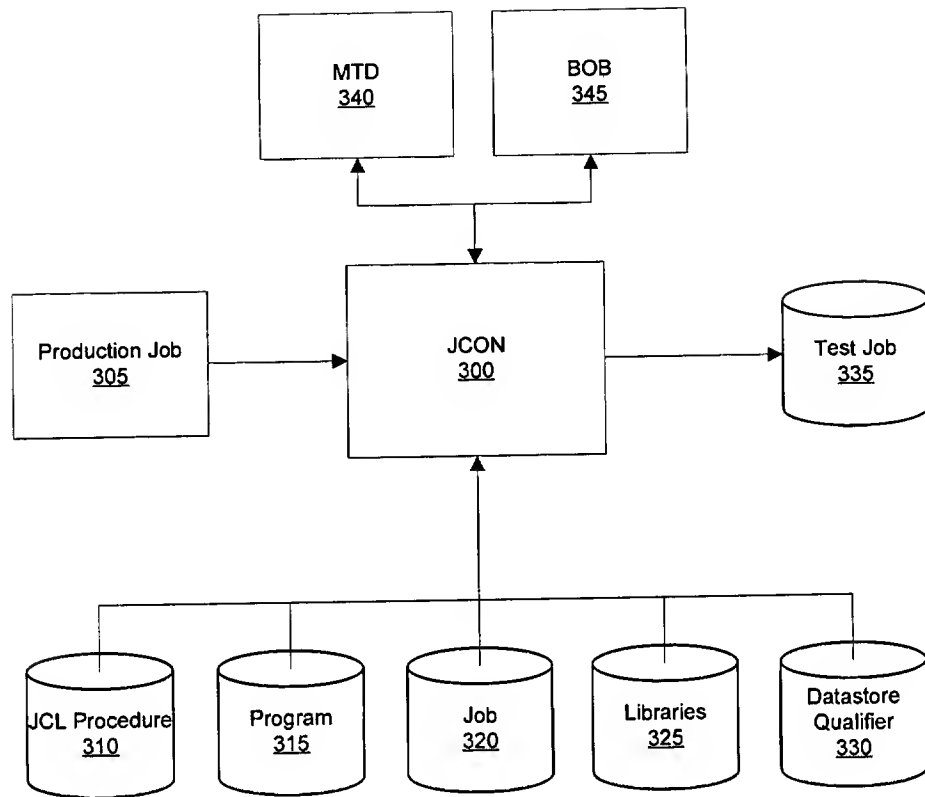 MTD
340
BOB
345
Production Job
305
JCON
300
Test Job
335
JCL Procedure
310
Program
315
Job
320
Libraries
325
Datastore
Qualifier
330